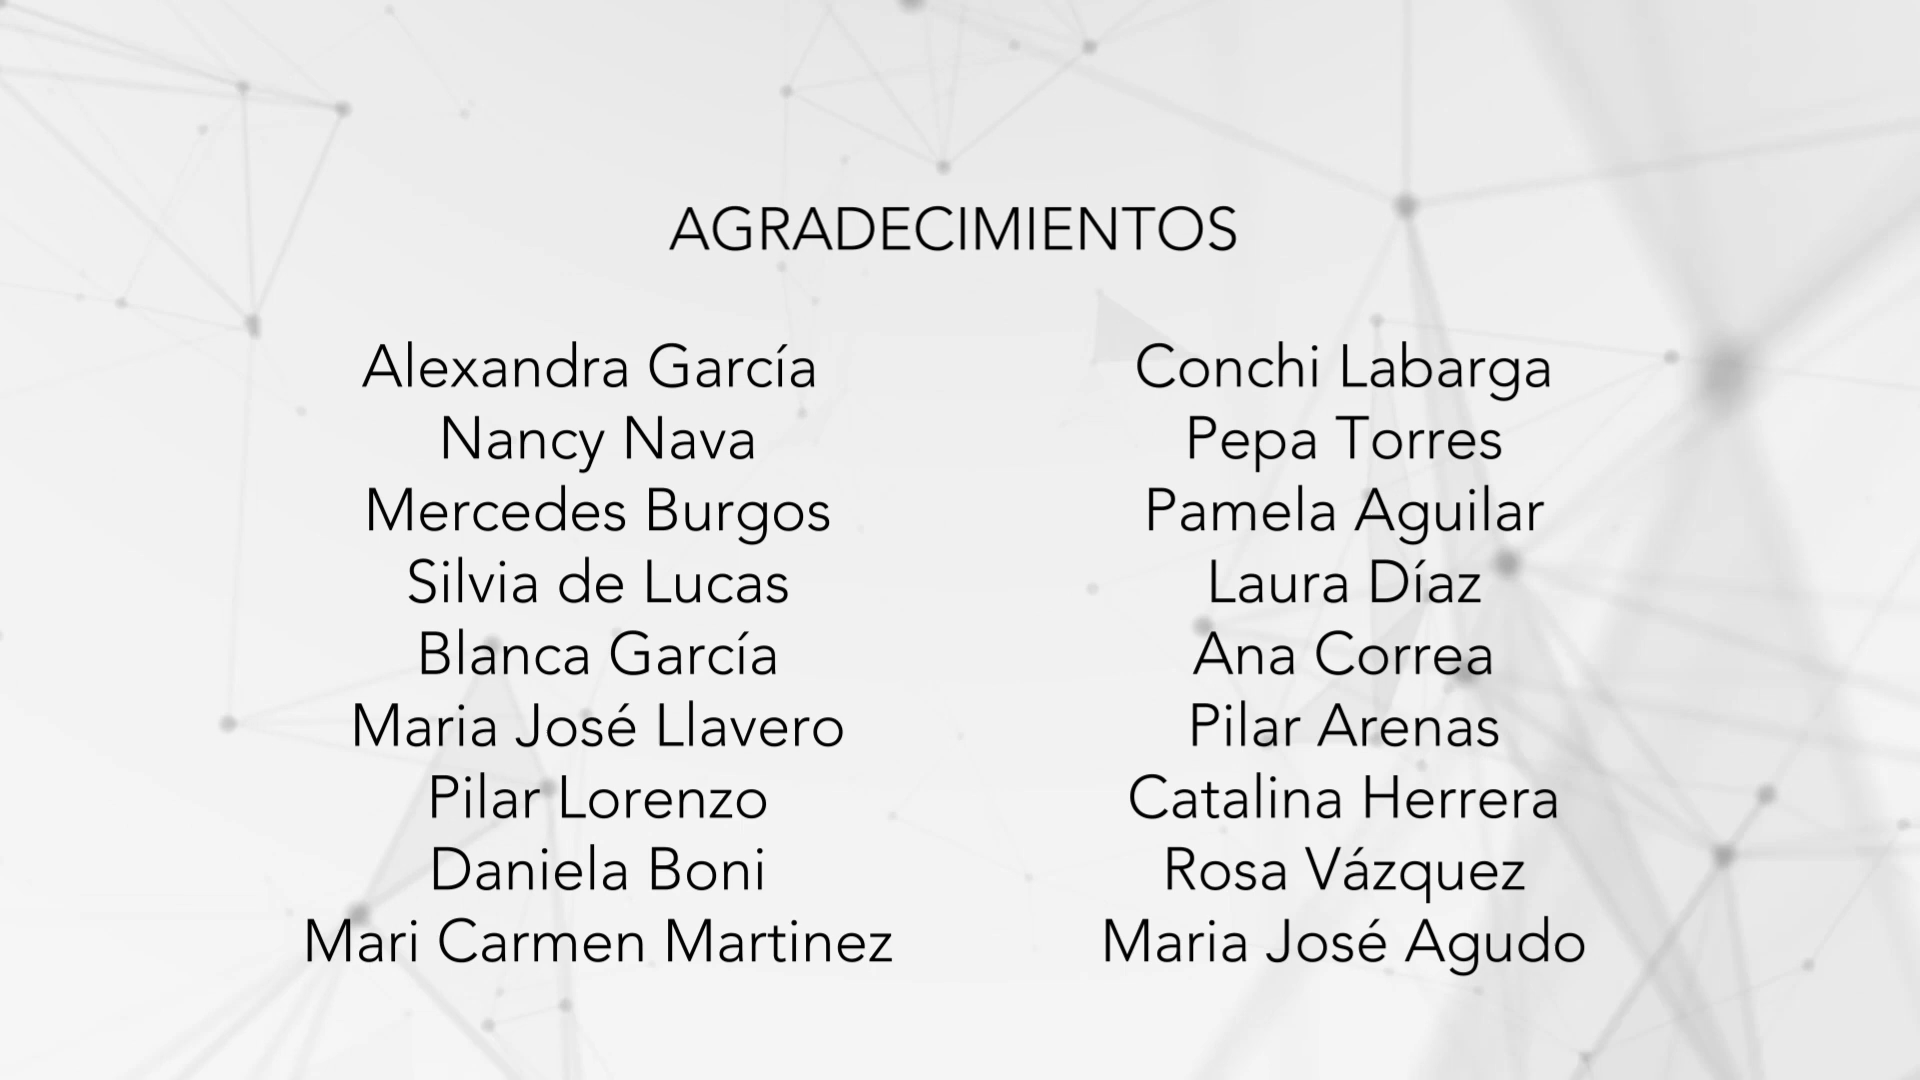 AGRADECIMIENTOS
Alexandra García
Nancy Nava
Mercedes Burgos
Silvia de Lucas
Blanca García
Maria José Llavero
Pilar Lorenzo
Daniela Boni
Mari Carmen Martinez
Conchi Labarga
Pepa Torres
Pamela Aguilar
Laura Díaz
Ana Correa
Pilar Arenas
Catalina Herrera
Rosa Vázquez
Maria José Agudo